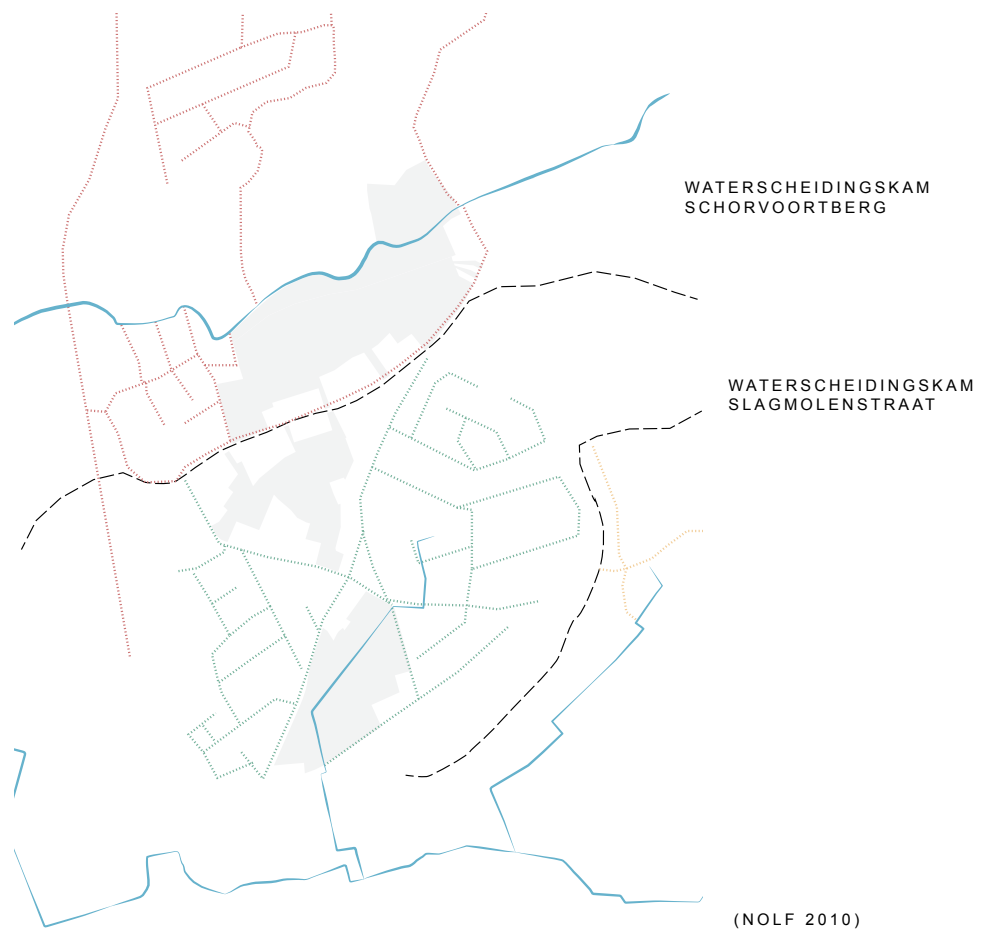 WATERSCHEIDINGSKAM
SCHORVOORTBERG
WATERSCHEIDINGSKAM
SLAGMOLENSTRAAT
(NOLF 2010)